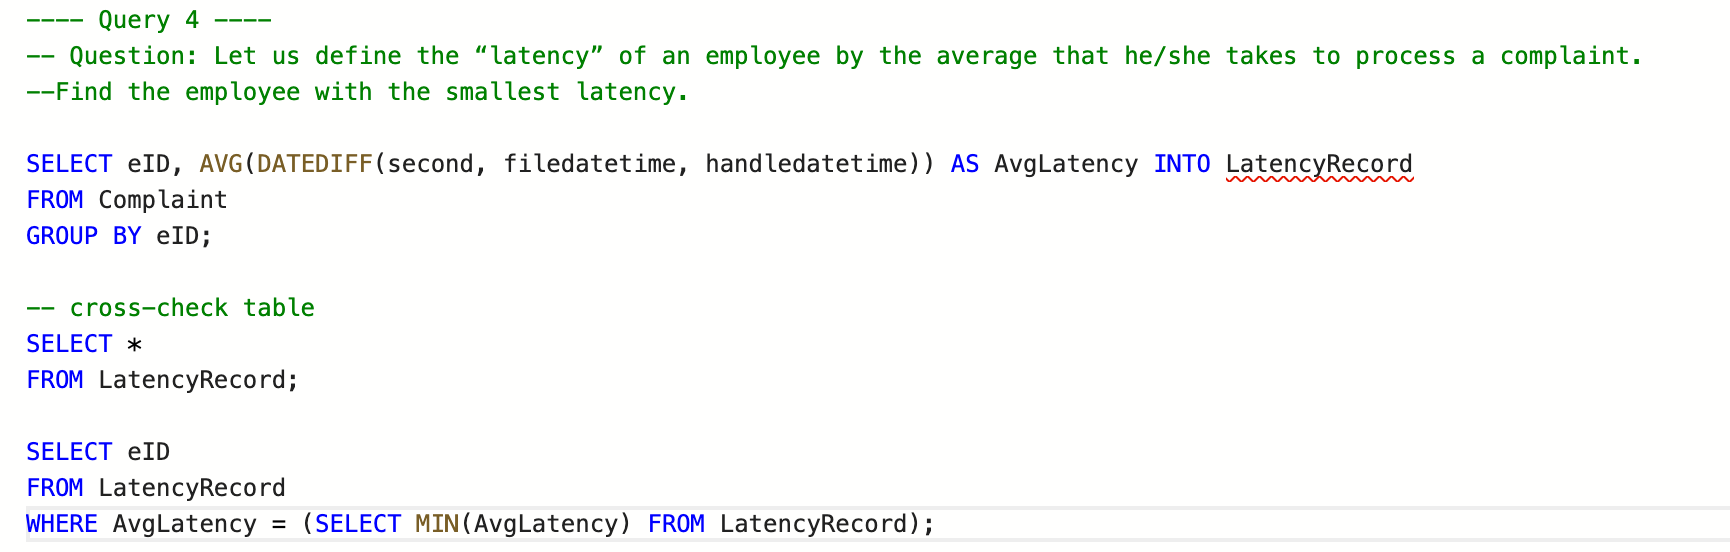 ---- Query 4 ----
-- Question: Let us define the “latency” of an employee by the average that he/she takes to process a complaint.
--Find the employee with the smallest latency.
SELECT eID, AVG(DATEDIFF(second, filedatetime, handledatetime)) AS AvgLatency INTO LatencyRecord
FROM Complaint
GROUP BY eID;
-- cross-check table
SELECT *
FROM LatencyRecord;
SELECT eID
FROM LatencyRecord
WHERE AvgLatency = (SELECT MIN(AvgLatency) FROM LatencyRecord);